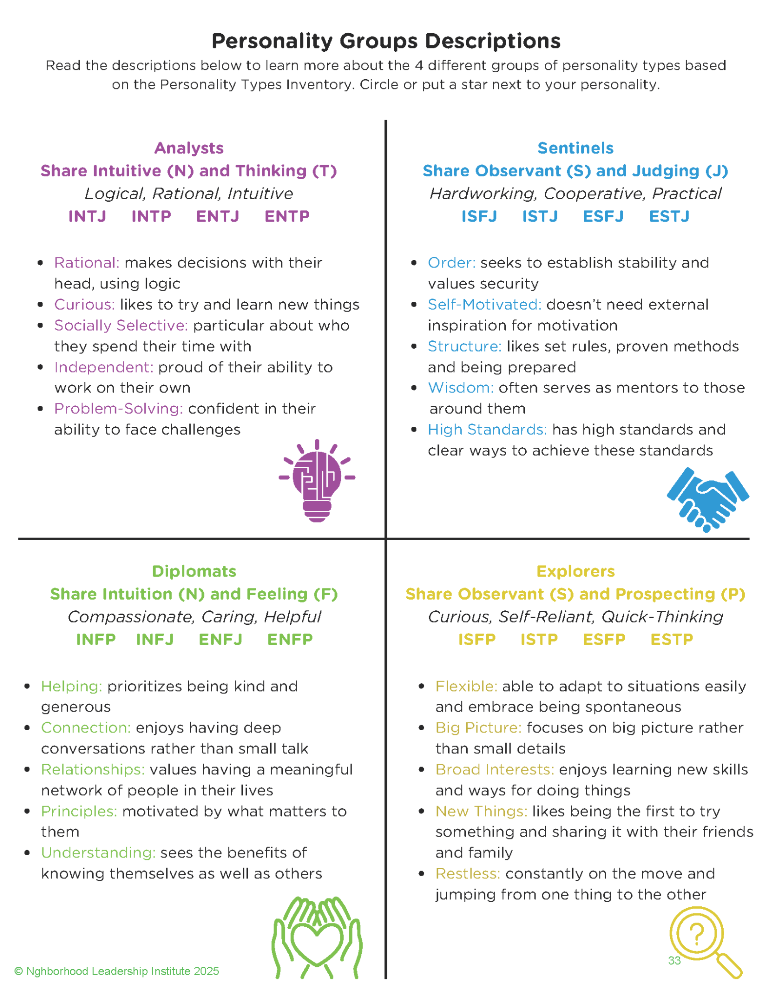 Personality Groups Descriptions
Read the descriptions below to learn more about the 4 different groups of personality types based
on the Personality Types Inventory. Circle or put a star next to your personality.
Analysts
Share Intuitive (N) and Thinking (T)
Logical, Rational, Intuitive
INTJ INTP ENTJ ENTP
• Rational: makes decisions with their
head, using logic
• Curious: likes to try and learn new things
• Socially Selective: particular about who
they spend their time with
• Independent: proud of their ability to
work on their own
• Problem-Solving: confident in their
ability to face challenges
Sentinels
Share Observant (S) and Judging (J)
Hardworking, Cooperative, Practical
ISFJ ISTJ ESFJ ESTJ
• Order: seeks to establish stability and
values security
• Self-Motivated: doesn’t need external
inspiration for motivation
• Structure: likes set rules, proven methods
and being prepared
• Wisdom: often serves as mentors to those
around them
• High Standards: has high standards and
clear ways to achieve these standards
Diplomats
Share Intuition (N) and Feeling (F)
Compassionate, Caring, Helpful
INFP INFJ ENFJ ENFP
• Helping: prioritizes being kind and
generous
• Connection: enjoys having deep
conversations rather than small talk
• Relationships: values having a meaningful
network of people in their lives
• Principles: motivated by what matters to
them
• Understanding: sees the benefits of
knowing themselves as well as others
Explorers
Share Observant (S) and Prospecting (P)
Curious, Self-Reliant, Quick-Thinking
ISFP ISTP ESFP ESTP
• Flexible: able to adapt to situations easily
and embrace being spontaneous
• Big Picture: focuses on big picture rather
than small details
• Broad Interests: enjoys learning new skills
and ways for doing things
• New Things: likes being the first to try
something and sharing it with their friends
and family
• Restless: constantly on the move and
jumping from one thing to the other
?
33
© Nghborhood Leadership Institute 2025